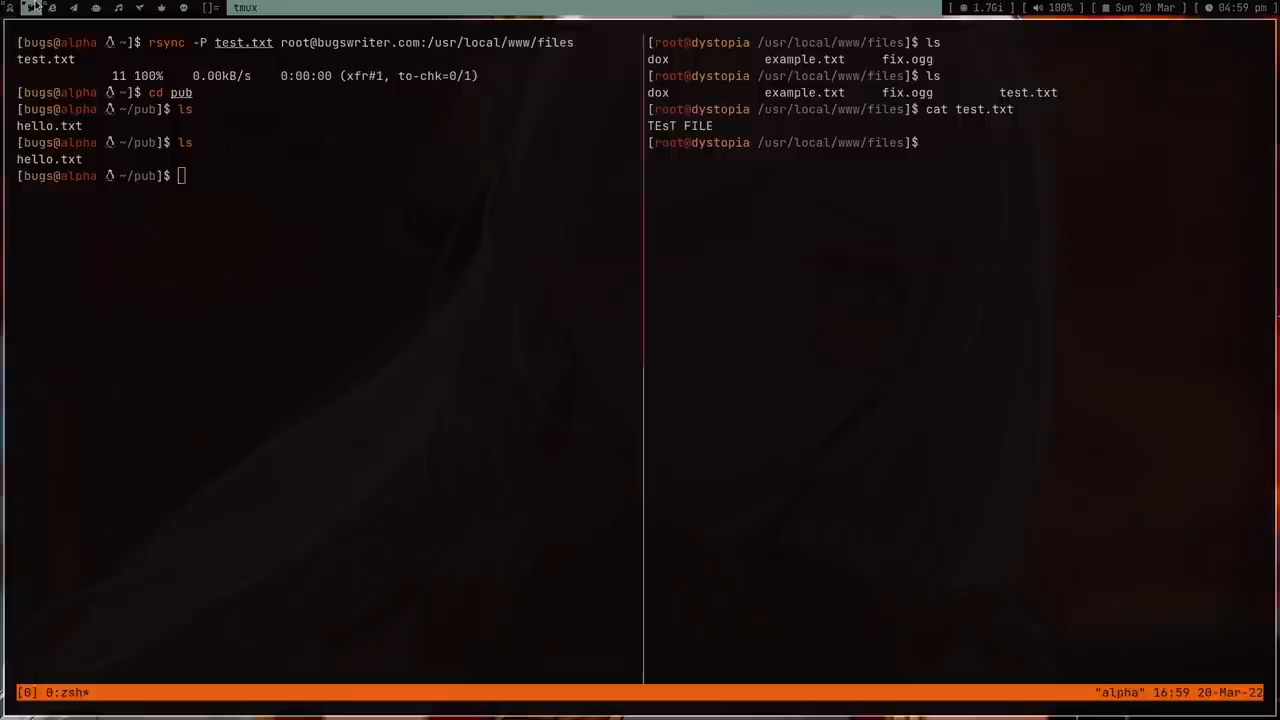 []= tmux [ 1.7Gi ] [ 100% ] [ Sun 20 Mar ] [ 04:59 pm ]
[bugs@alpha ~]$ rsync -P test.txt root@bugswriter.com:/usr/local/www/files
test.txt
11 100% 0.00kB/s 0:00:00 (xfr#1, to-chk=0/1)
[bugs@alpha ~]$ cd pub
[bugs@alpha ~/pub]$ ls
hello.txt
[bugs@alpha ~/pub]$ ls
hello.txt
[bugs@alpha ~/pub]$
[root@dystopia /usr/local/www/files]$ ls
dox example.txt fix.ogg
[root@dystopia /usr/local/www/files]$ ls
dox example.txt fix.ogg test.txt
[root@dystopia /usr/local/www/files]$ cat test.txt
TEsT FILE
[root@dystopia /usr/local/www/files]$
[0] 0:zsh* "alpha" 16:59 20-Mar-22